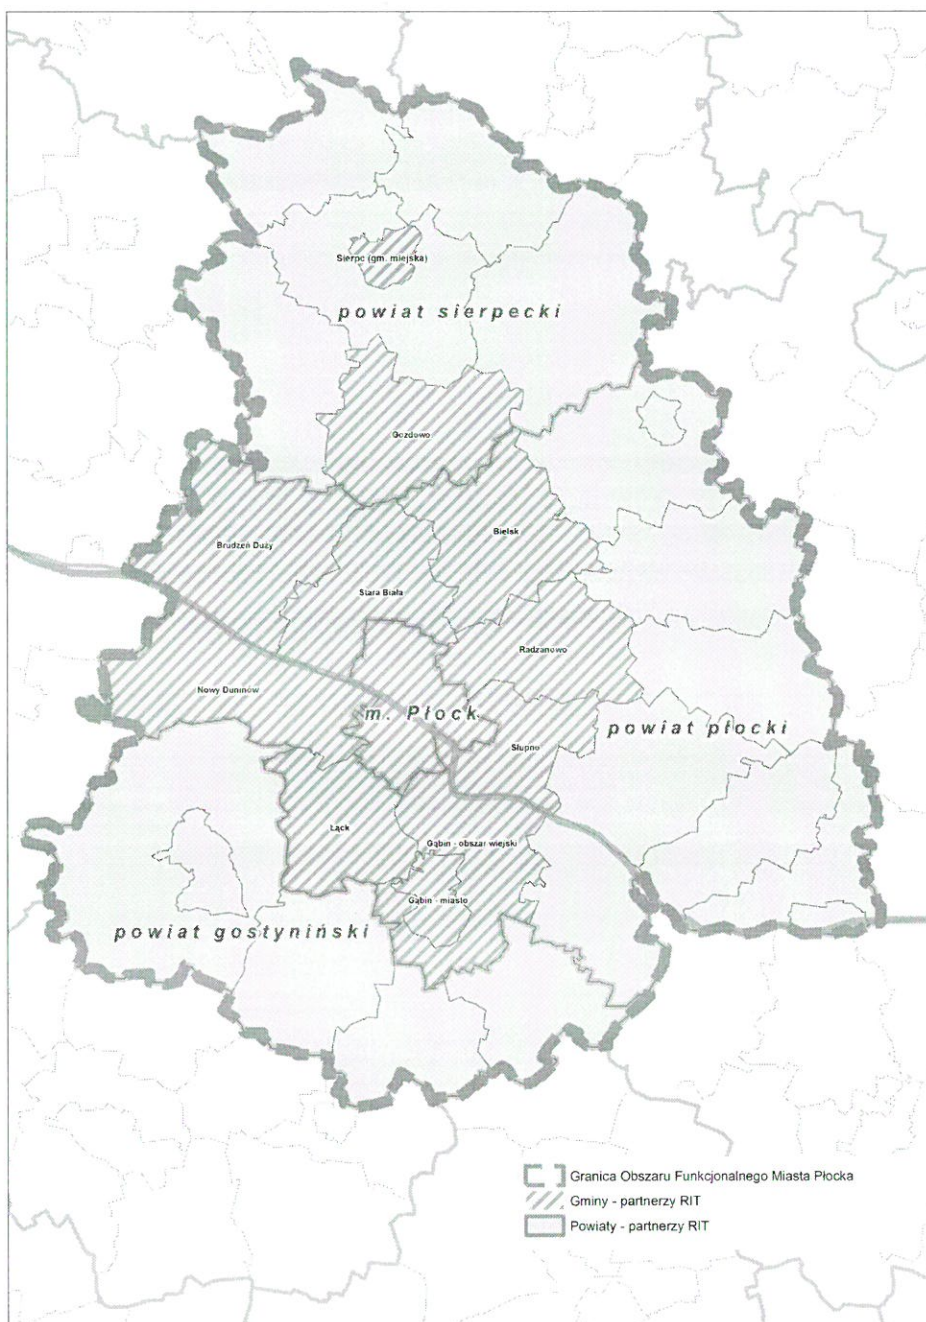 Sierpc (gm. miejska)
powiat sierpecki
Gozdowo
Bielsk
Brudzeń Duży
Stara Biała
Radzanowo
Nowy Duninów
m. Płock
powiat płocki
Słupno
Łąck
Gąbin - obszar wiejski
Gąbin - miasto
powiat gostyniński
Granica Obszaru Funkcjonalnego Miasta Płocka
Gminy - partnerzy RIT
Powiaty - partnerzy RIT